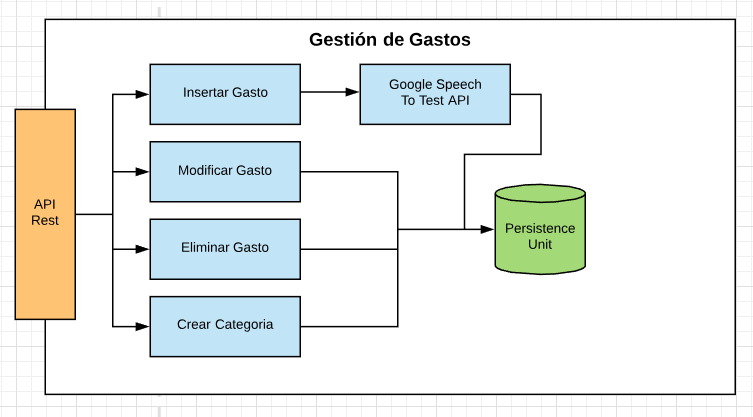 Gestión de Gastos
API
Rest
Insertar Gasto
Google Speech
To Test API
Modificar Gasto
Eliminar Gasto
Crear Categoria
Persistence
Unit